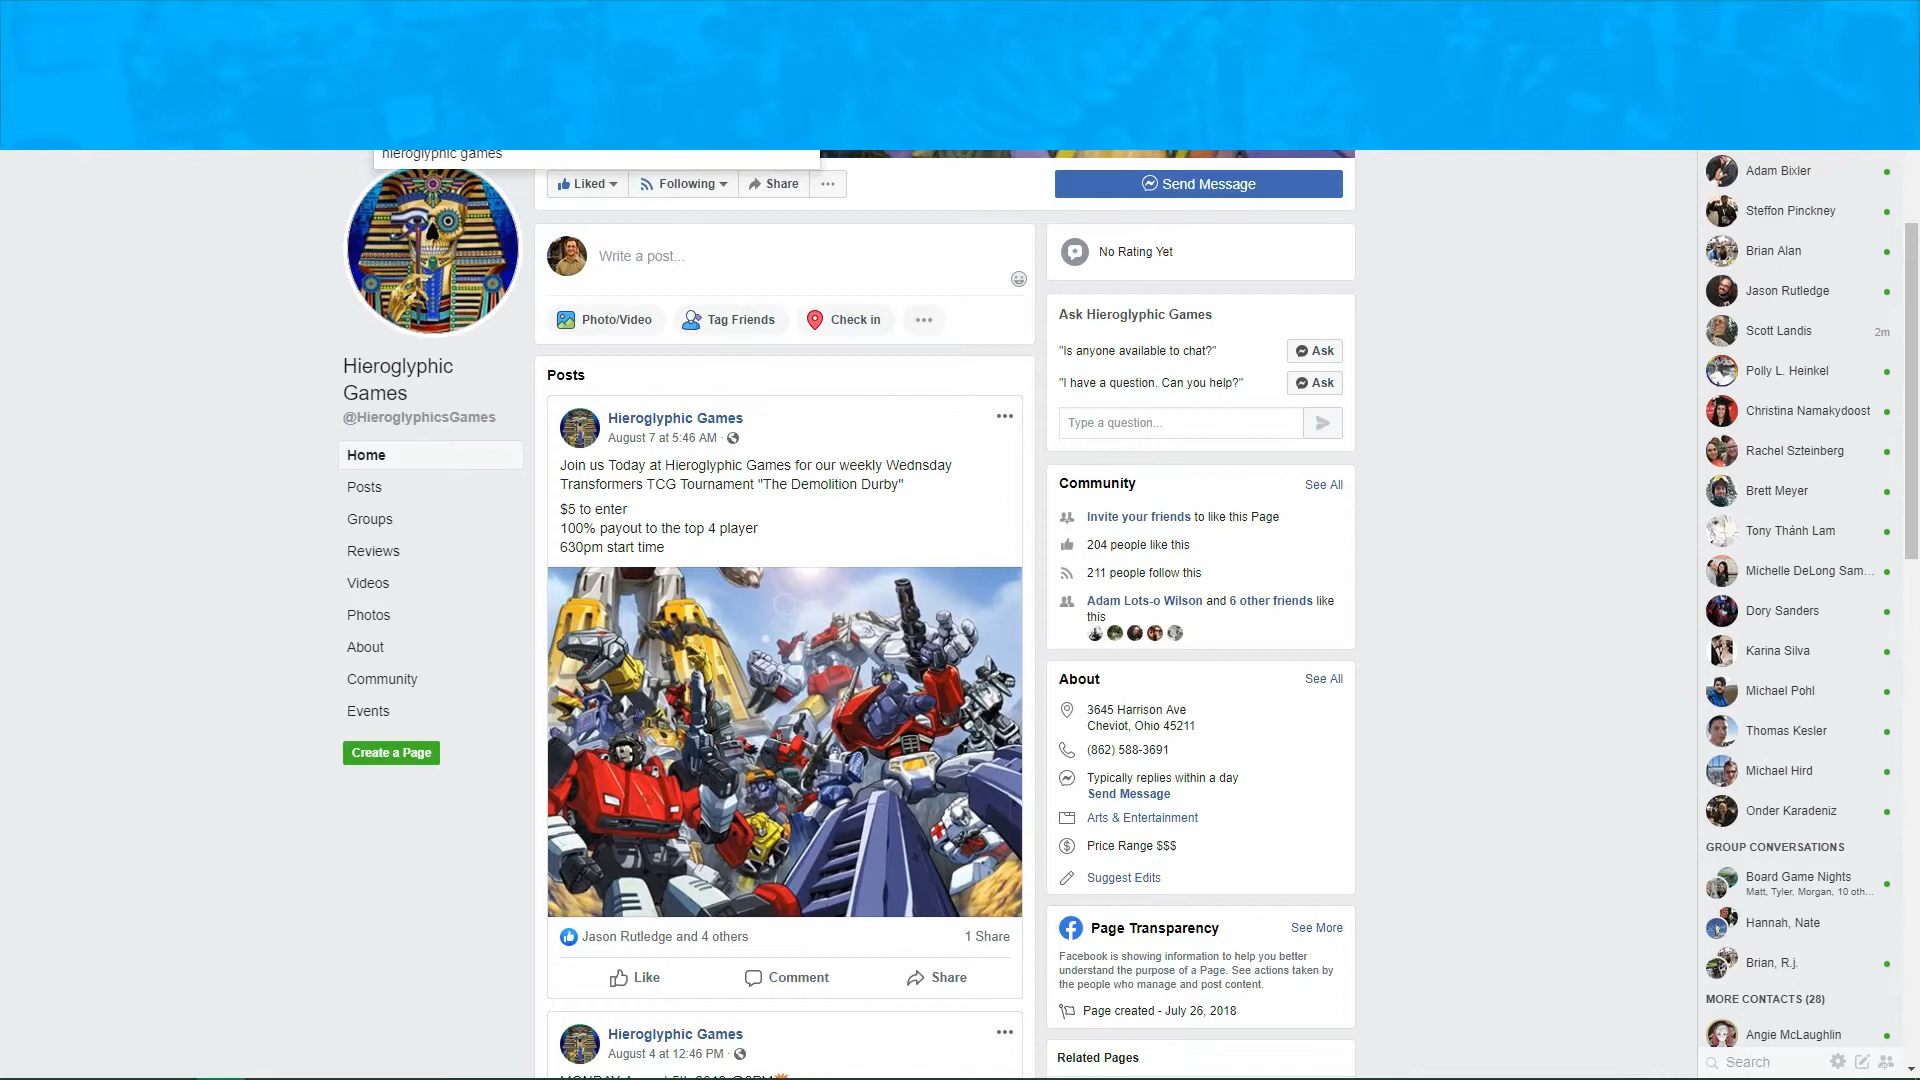 hieroglyphic games
Liked
Following
Share
Send Message
Write a post...
Photo/Video
Tag Friends
Check in
Hieroglyphic
Games
@HieroglyphicsGames
Home
Posts
Groups
Reviews
Videos
Photos
About
Community
Events
Create a Page
Posts
Hieroglyphic Games
August 7 at 5:46 AM ·
Join us Today at Hieroglyphic Games for our weekly Wednsday
Transformers TCG Tournament "The Demolition Durby"
$5 to enter
100% payout to the top 4 player
630pm start time
Jason Rutledge and 4 others
1 Share
Like
Comment
Share
Hieroglyphic Games
August 4 at 12:46 PM ·
No Rating Yet
Ask Hieroglyphic Games
"Is anyone available to chat?"
Ask
"I have a question. Can you help?"
Ask
Type a question...
Community
See All
Invite your friends to like this Page
204 people like this
211 people follow this
Adam Lots-o Wilson and 6 other friends like
this
About
See All
3645 Harrison Ave
Cheviot, Ohio 45211
(862) 588-3691
Typically replies within a day
Send Message
Arts & Entertainment
Price Range $$$
Suggest Edits
Page Transparency
See More
Facebook is showing information to help you better
understand the purpose of a Page. See actions taken by
the people who manage and post content.
Page created - July 26, 2018
Related Pages
Adam Bixler
Steffon Pinckney
Brian Alan
Jason Rutledge
Scott Landis
2m
Polly L. Heinkel
Christina Namakydoost
Rachel Szteinberg
Brett Meyer
Tony Thành Lam
Michelle DeLong Sam...
Dory Sanders
Karina Silva
Michael Pohl
Thomas Kesler
Michael Hird
Onder Karadeniz
GROUP CONVERSATIONS
Board Game Nights
Matt, Tyler, Morgan, 10 oth...
Hannah, Nate
Brian, R.j.
MORE CONTACTS (28)
Angie McLaughlin
Search